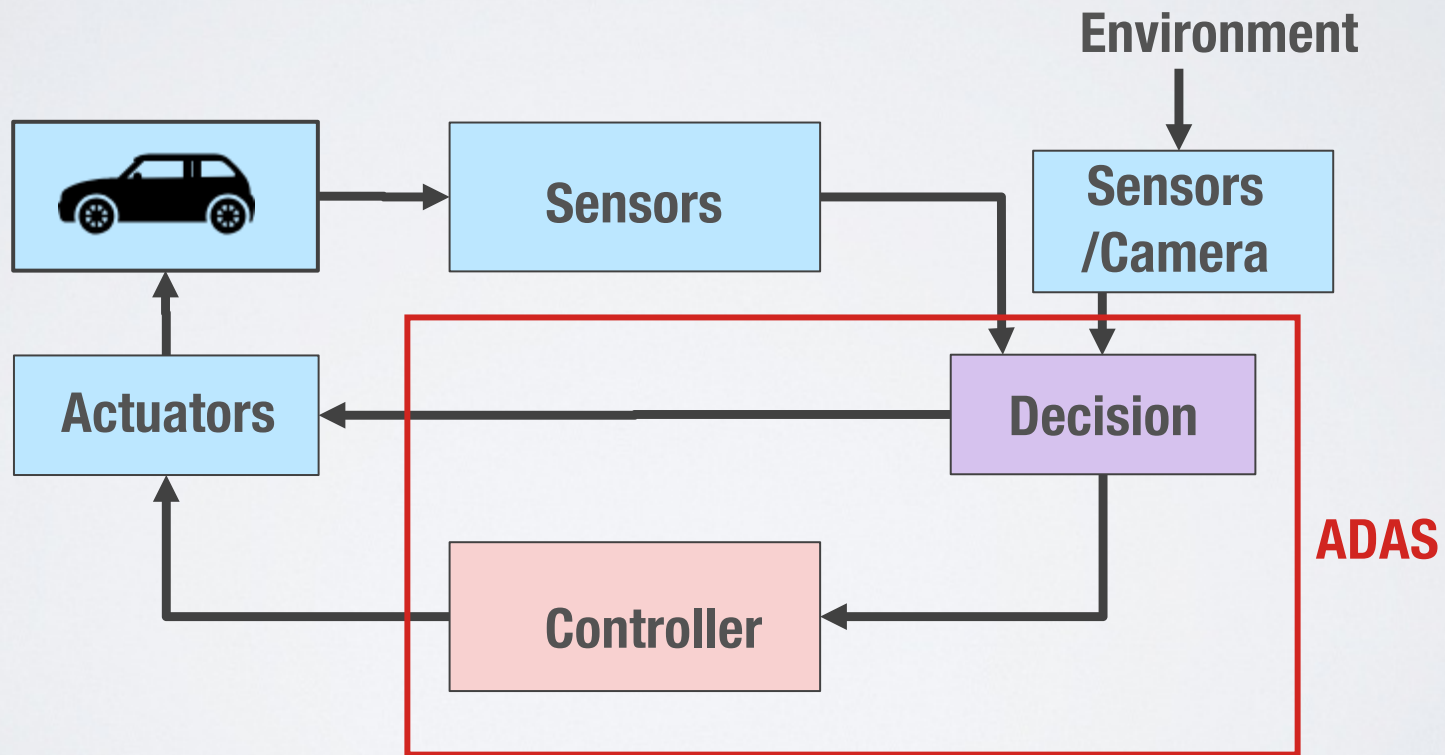 Environment
Sensors
Sensors
/Camera
Actuators
Decision
ADAS
Controller